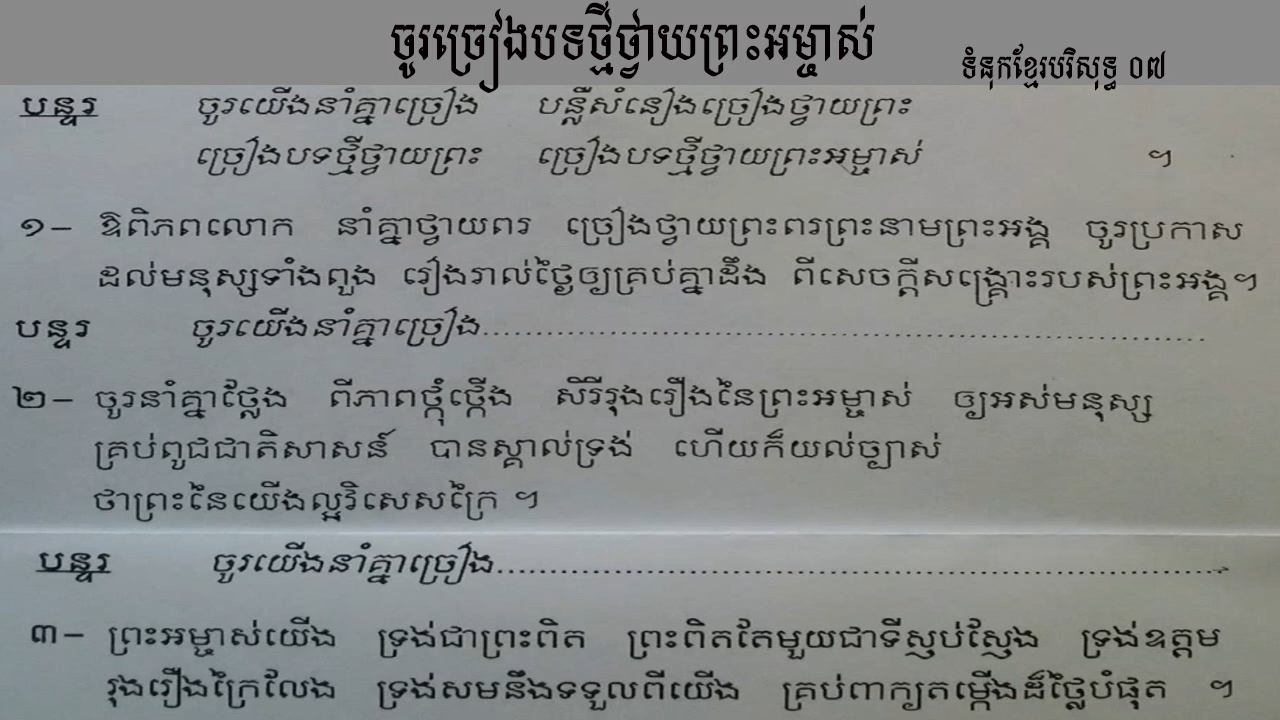 ចូរច្រៀងបទថ្មីថ្វាយព្រះអម្ចាស់
ទំនុកខ្មែរបរិសុទ្ធ ០៧
បន្ទរ ចូរយើងនាំគ្នាច្រៀង បន្លឺសំនៀងច្រៀងថ្វាយព្រះ
ច្រៀងបទថ្មីថ្វាយព្រះ ច្រៀងបទថ្មីថ្វាយព្រះអម្ចាស់ ។
១– ឱពិភពលោក នាំគ្នាថ្វាយពរ ច្រៀងថ្វាយព្រះពរព្រះនាមព្រះអង្គ ចូរប្រកាស
ដល់មនុស្សទាំងពួង រៀងរាល់ថ្ងៃឲ្យគ្រប់គ្នាដឹង ពីសេចក្តីសង្គ្រោះរបស់ព្រះអង្គ។
បន្ទរ ចូរយើងនាំគ្នាច្រៀង..........................................................................
២– ចូរនាំគ្នាថ្លែង ពីភាពថ្កុំថ្កើង សិរីរុងរឿងនៃព្រះអម្ចាស់ ឲ្យអស់មនុស្ស
គ្រប់ពូជជាតិសាសន៍ បានស្គាល់ទ្រង់ ហើយក៏យល់ច្បាស់
ថាព្រះនៃយើងល្អវិសេសក្រៃ ។
បន្ទរ ចូរយើងនាំគ្នាច្រៀង..........................................................................
៣– ព្រះអម្ចាស់យើង ទ្រង់ជាព្រះពិត ព្រះពិតតែមួយជាទីស្ញប់ស្ញែង ទ្រង់ឧត្តម
រុងរឿងក្រៃលែង ទ្រង់សមនឹងទទួលពីយើង គ្រប់ពាក្យតម្កើងដ៏ថ្លៃបំផុត ។